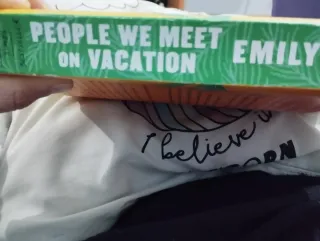 PEOPLE WE MEET
ON VACATION
EMILY
I believe